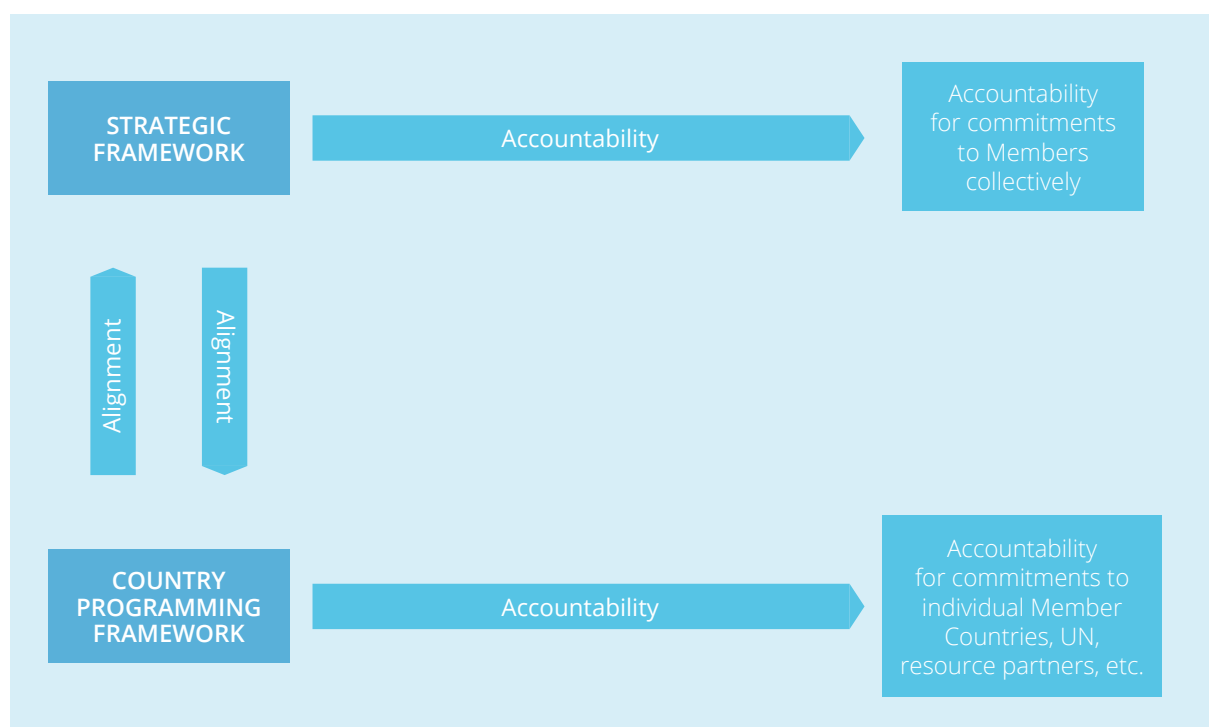 STRATEGIC
FRAMEWORK
Accountability
Accountability
for commitments
to Members
collectively
Alignment
Alignment
COUNTRY
PROGRAMMING
FRAMEWORK
Accountability
Accountability
for commitments to
individual Member
Countries, UN,
resource partners, etc.